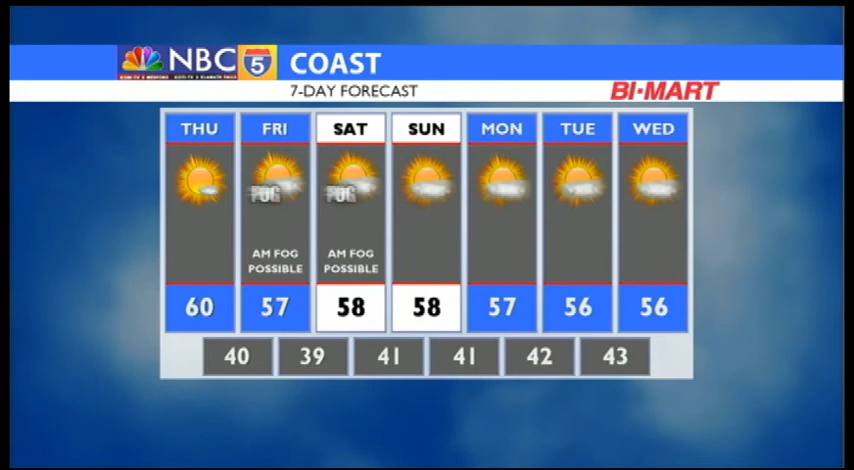 NBC 5 COAST
7-DAY FORECAST
BI-MART
THU FRI SAT SUN MON TUE WED
FOG FOG
AM FOG POSSIBLE AM FOG POSSIBLE
60 57 58 58 57 56 56
40 39 41 41 42 43